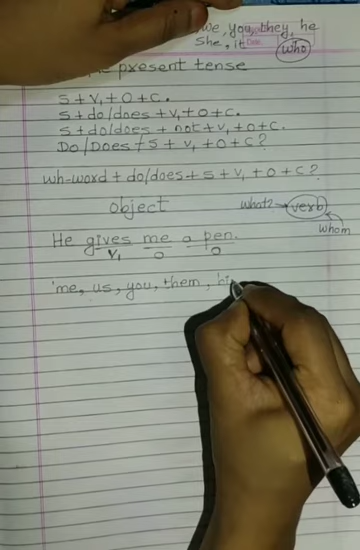 we, you, they, he
She, it
who
present tense
S + V₁ + O + C.
S + do/does + V₁ + O + C.
S + do/does + not + V₁ + O + C.
Do/Does + S + V₁ + O + C?
wh-word + do/does + S + V₁ + O + C?
Object
what? → verb
whom
He gives me a pen.
V₁ O O
me, us, you, them, hi